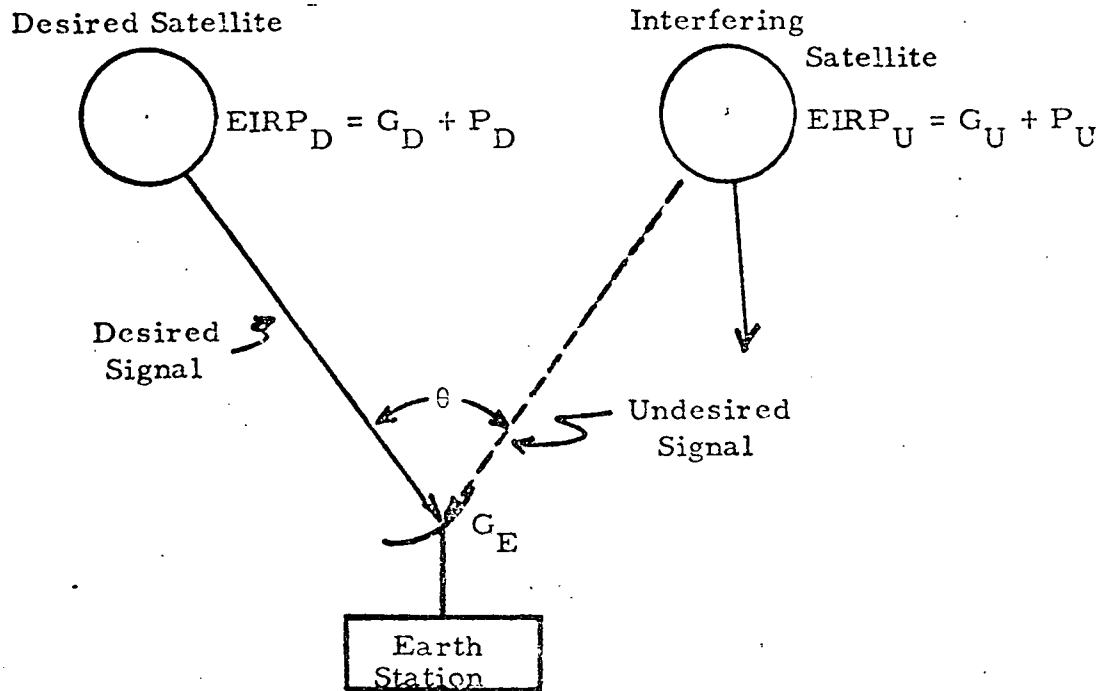 Desired Satellite
EIRP_D = G_D + P_D
Interfering
Satellite
EIRP_U = G_U + P_U
Desired
Signal
θ
Undesired
Signal
G_E
Earth
Station